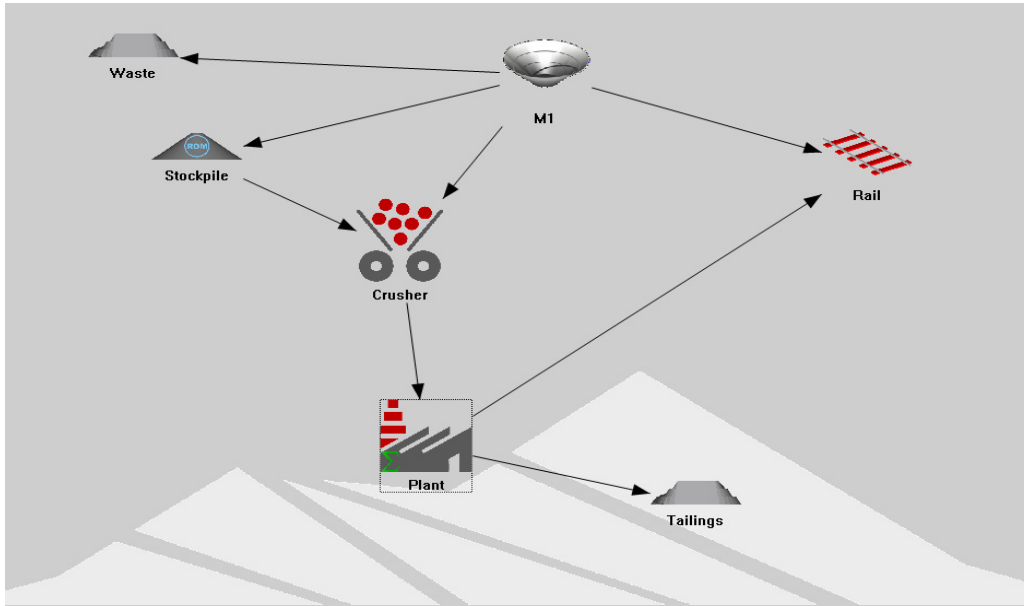 Waste
M1
ROM
Stockpile
Rail
Crusher
Σ
Plant
Tailings